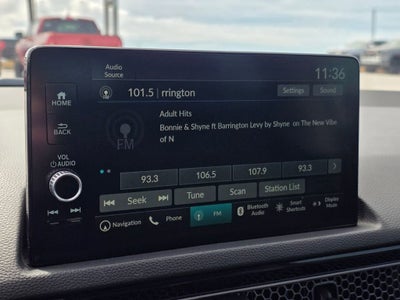 Audio
Source
11:36
HOME
101.5 | rrington
Settings
Sound
BACK
Adult Hits
Bonnie & Shyne ft Barrington Levy by Shyne on The New Vibe
of N
FM
VOL
AUDIO
93.3
106.5
107.9
93.3
Seek
Tune
Scan
Station List
Navigation
Phone
FM
Bluetooth
Audio
Smart
Shortcuts
Display
Mode